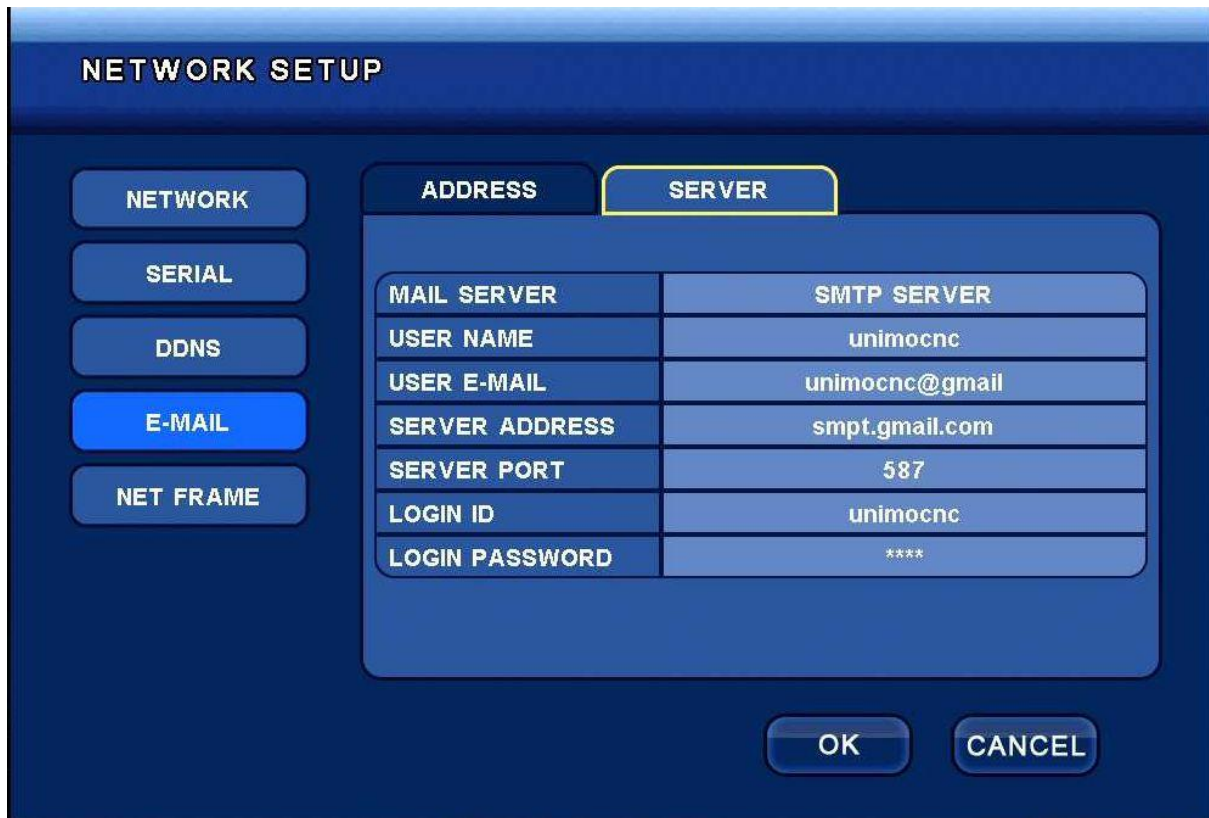 NETWORK SETUP
NETWORK
SERIAL
DDNS
E-MAIL
NET FRAME
ADDRESS SERVER
MAIL SERVER SMTP SERVER
USER NAME unimocnc
USER E-MAIL unimocnc@gmail
SERVER ADDRESS smpt.gmail.com
SERVER PORT 587
LOGIN ID unimocnc
LOGIN PASSWORD ****
OK CANCEL